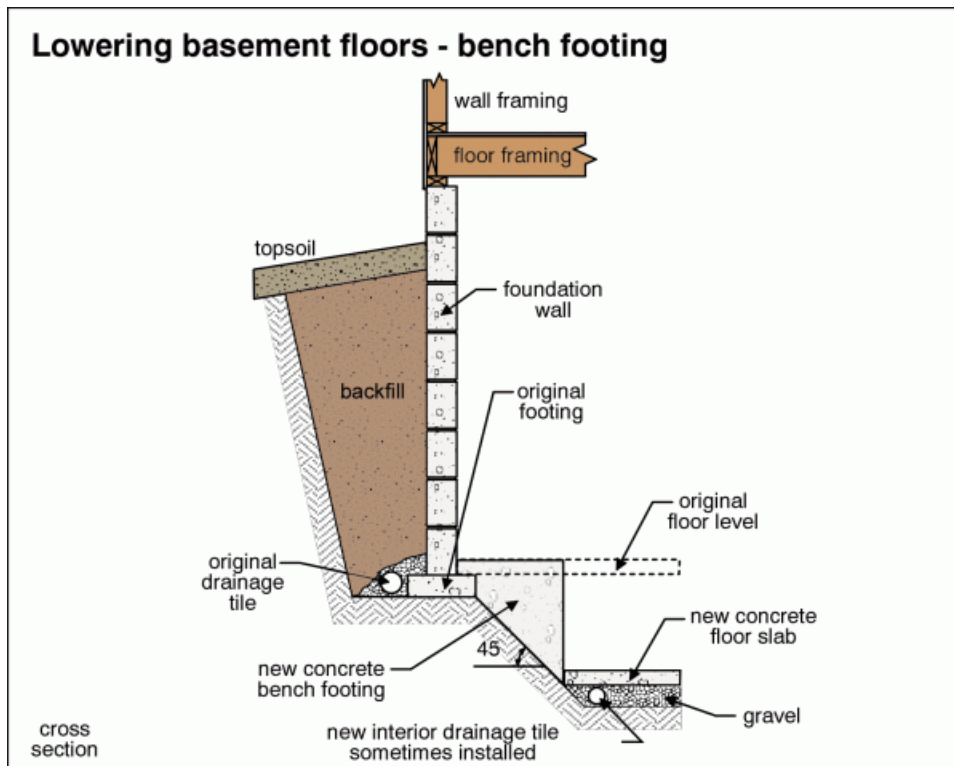 Lowering basement floors - bench footing
wall framing
floor framing
topsoil
foundation
wall
backfill
original
footing
original
floor level
original
drainage
tile
new concrete
floor slab
45
new concrete
bench footing
gravel
new interior drainage tile
sometimes installed
cross
section